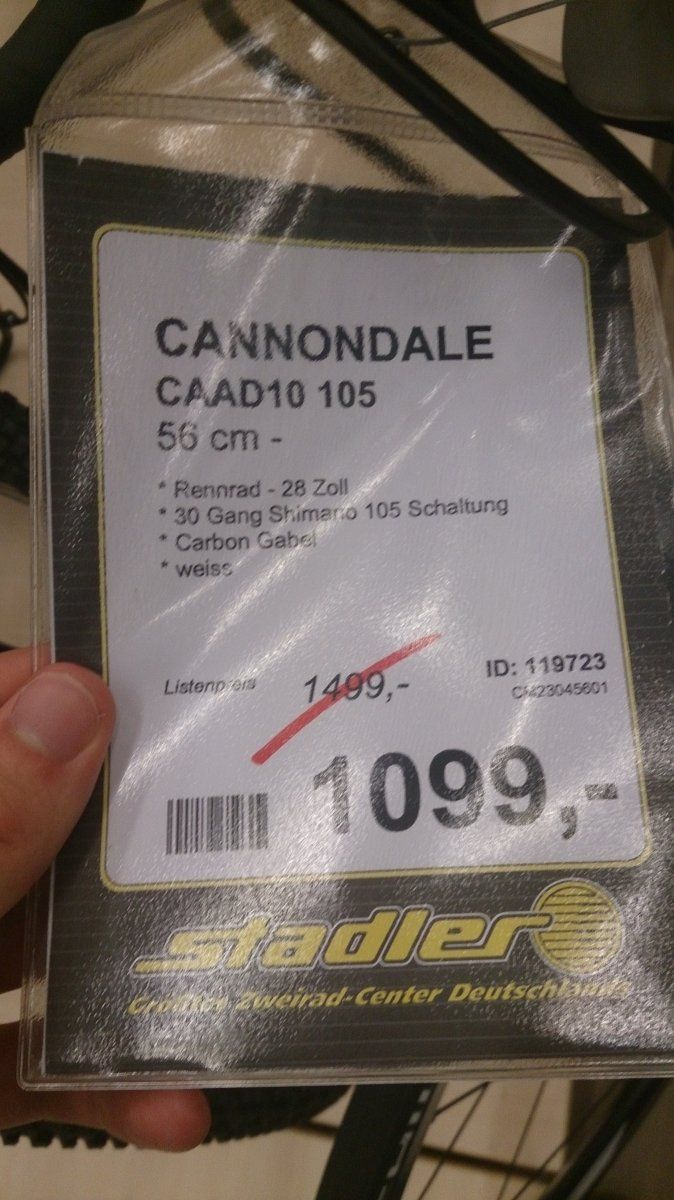 CANNONDALE
CAAD10 105
56 cm -
* Rennrad - 28 Zoll
* 30 Gang Shimano 105 Schaltung
* Carbon Gabel
* weiss
Listenpreis 1499,- ID: 119723
CN23045601
1099,-
stadler
Größtes Zweirad-Center Deutschlands